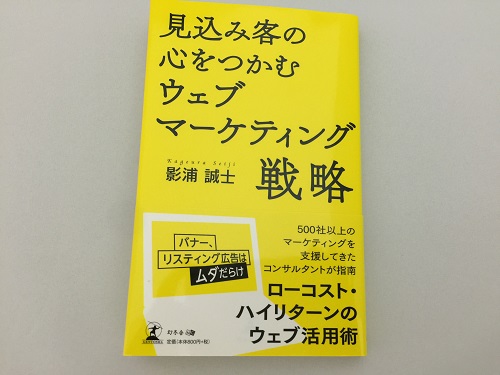 見込み客の
心をつかむ
ウェブ
マーケティング
戦略
Kageura Seiji
影浦 誠士
500社以上の
マーケティングを
支援してきた
コンサルタントが指南
バナー、
リスティング広告は
ムダだらけ
ローコスト・
ハイリターンの
ウェブ活用術
幻冬舎
定価(本体800円+税)